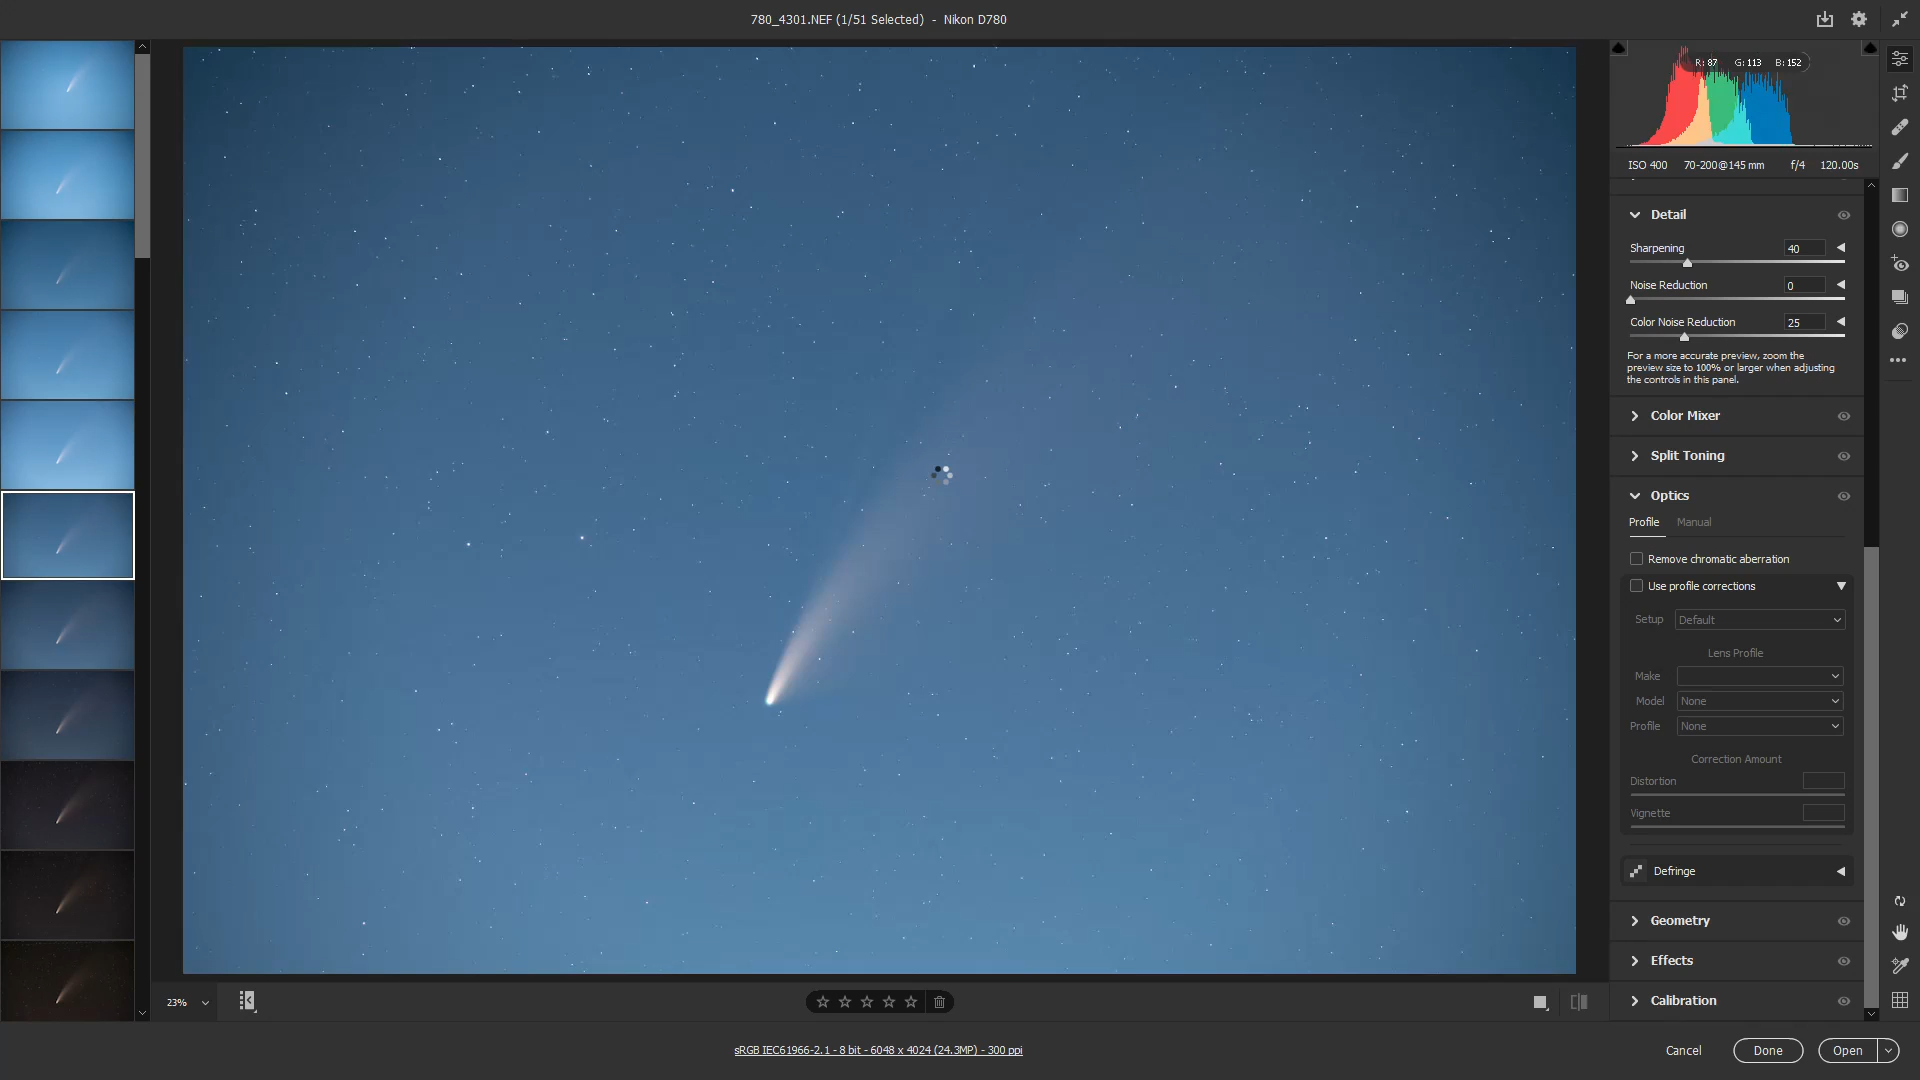 780_4301.NEF (1/51 Selected) - Nikon D780
R: 87 G: 113 B: 152
ISO 400 70-200@145 mm f/4 120.00s
Detail
Sharpening 40
Noise Reduction 0
Color Noise Reduction 25
For a more accurate preview, zoom the
preview size to 100% or larger when adjusting
the controls in this panel.
Color Mixer
Split Toning
Optics
Profile Manual
Remove chromatic aberration
Use profile corrections
Setup Default
Lens Profile
Make
Model None
Profile None
Correction Amount
Distortion
Vignette
Defringe
Geometry
Effects
Calibration
23%
sRGB IEC61966-2.1 - 8 bit - 6048 x 4024 (24.3MP) - 300 ppi
Cancel Done Open